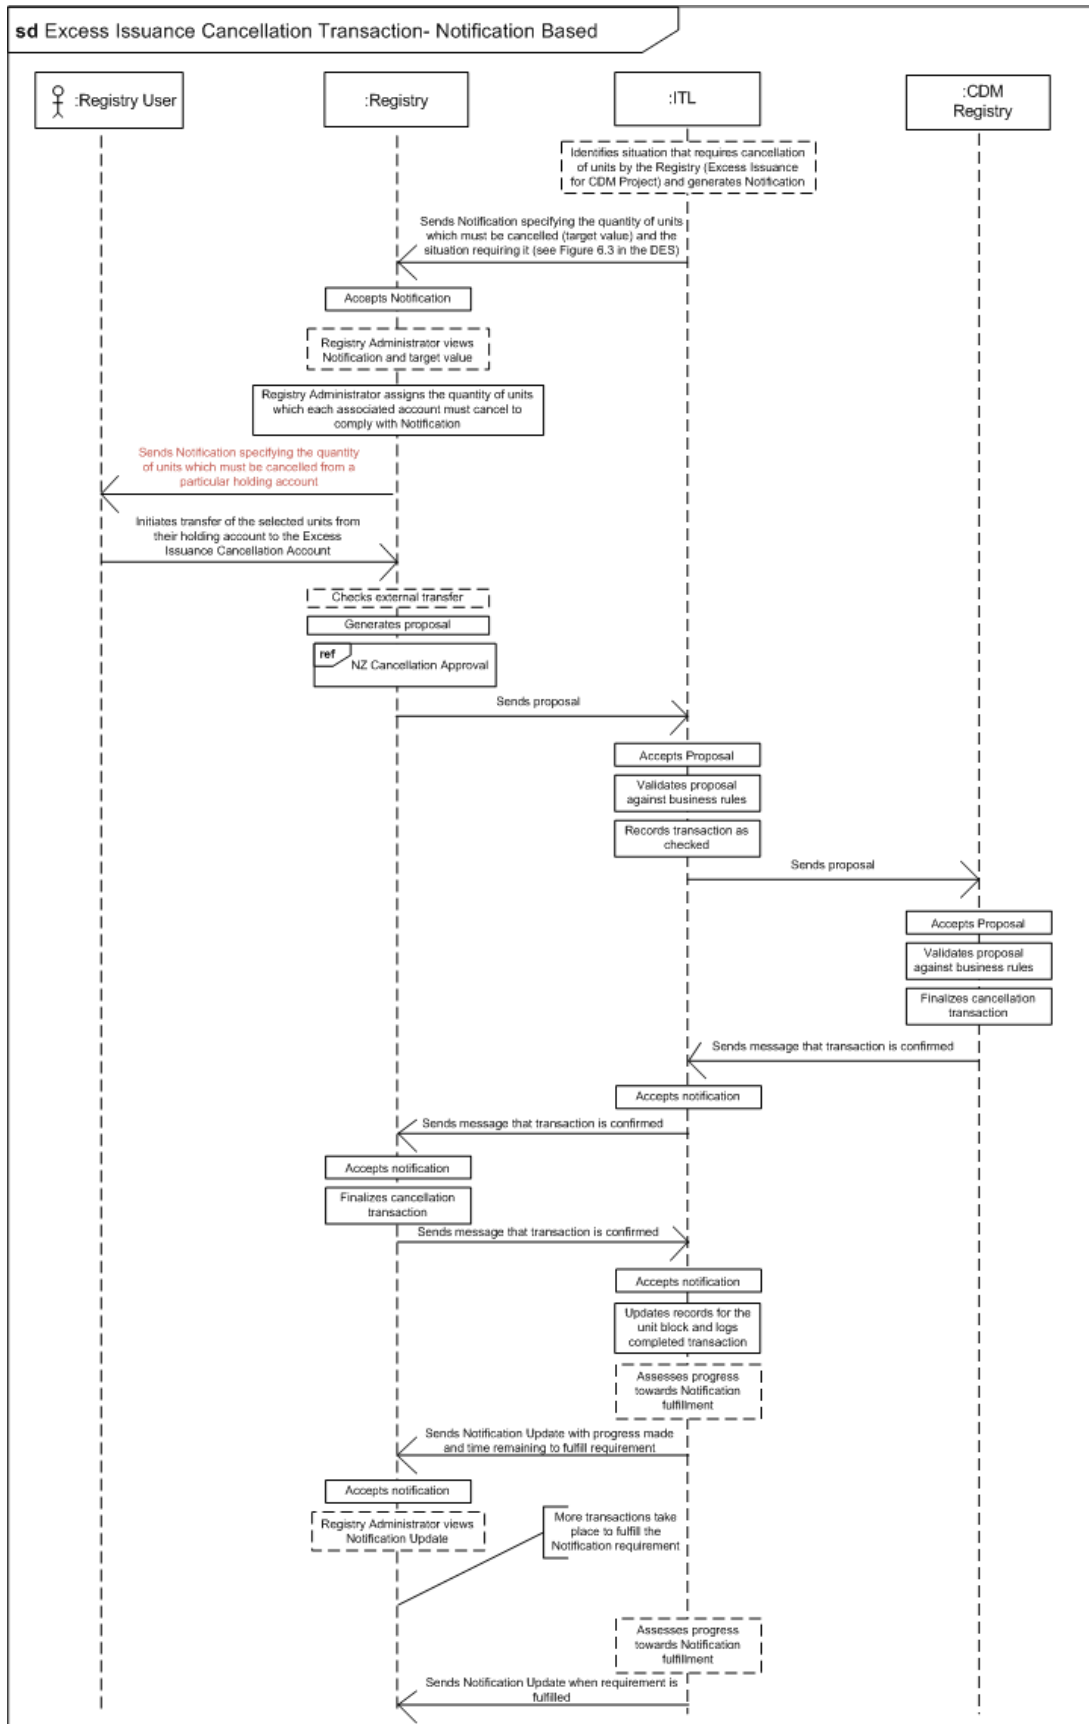 sd Excess Issuance Cancellation Transaction- Notification Based
:Registry User
:Registry
:ITL
:CDM
Registry
Identifies situation that requires cancellation
of units by the Registry (Excess Issuance
for CDM Project) and generates Notification
Sends Notification specifying the quantity of units
which must be cancelled (target value) and the
situation requiring it (see Figure 6.3 in the DES)
Accepts Notification
Registry Administrator views
Notification and target value
Registry Administrator assigns the quantity of units
which each associated account must cancel to
comply with Notification
Sends Notification specifying the quantity
of units which must be cancelled from a
particular holding account
Initiates transfer of the selected units from
their holding account to the Excess
Issuance Cancellation Account
Checks external transfer
Generates proposal
ref
NZ Cancellation Approval
Sends proposal
Accepts Proposal
Validates proposal
against business rules
Records transaction as
checked
Sends proposal
Accepts Proposal
Validates proposal
against business rules
Finalizes cancellation
transaction
Sends message that transaction is confirmed
Accepts notification
Sends message that transaction is confirmed
Accepts notification
Finalizes cancellation
transaction
Sends message that transaction is confirmed
Accepts notification
Updates records for the
unit block and logs
completed transaction
Assesses progress
towards Notification
fulfillment
Sends Notification Update with progress made
and time remaining to fulfill requirement
Accepts notification
Registry Administrator views
Notification Update
More transactions take
place to fulfill the
Notification requirement
Assesses progress
towards Notification
fulfillment
Sends Notification Update when requirement is
fulfilled